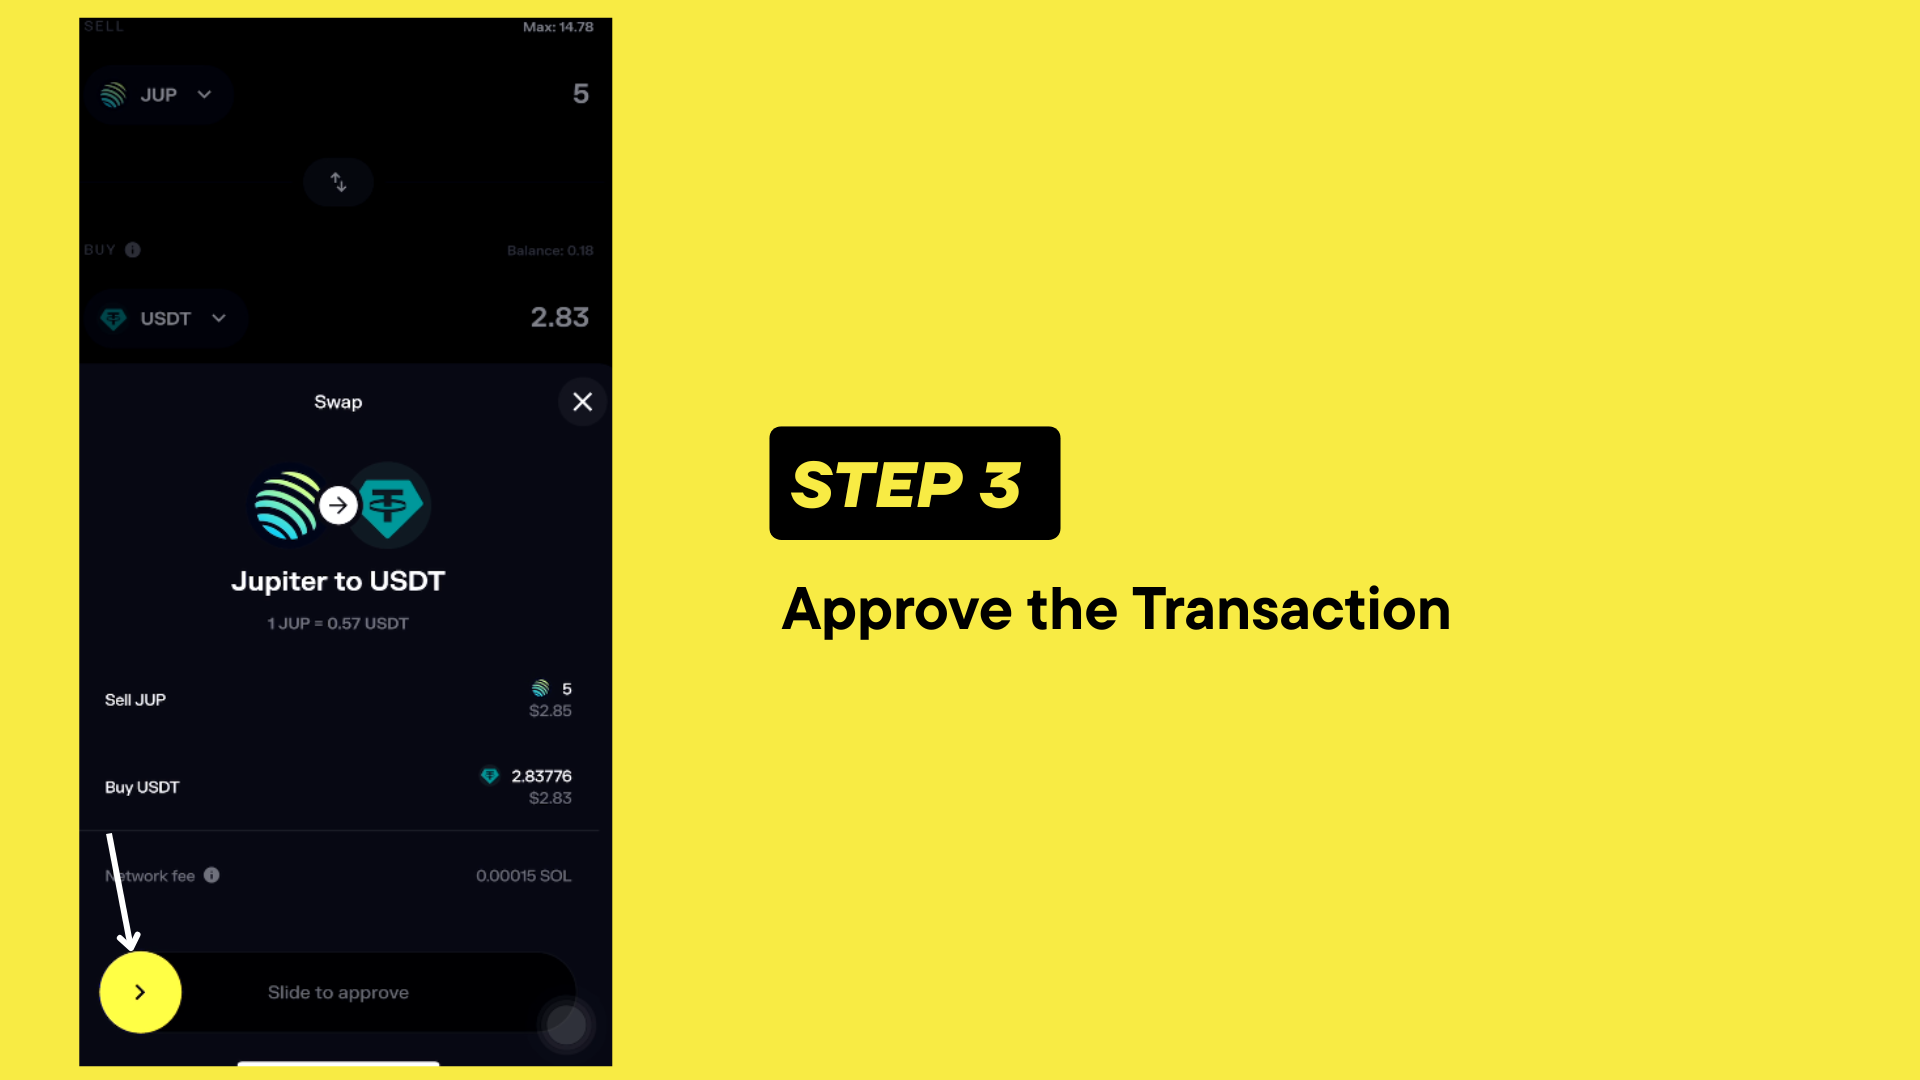 SELL
Max: 14.78
JUP
5
BUY
Balance: 0.18
USDT
2.83
Swap
Jupiter to USDT
1 JUP = 0.57 USDT
Sell JUP
5
$2.85
Buy USDT
2.83776
$2.83
Network fee
0.00015 SOL
Slide to approve
STEP 3
Approve the Transaction